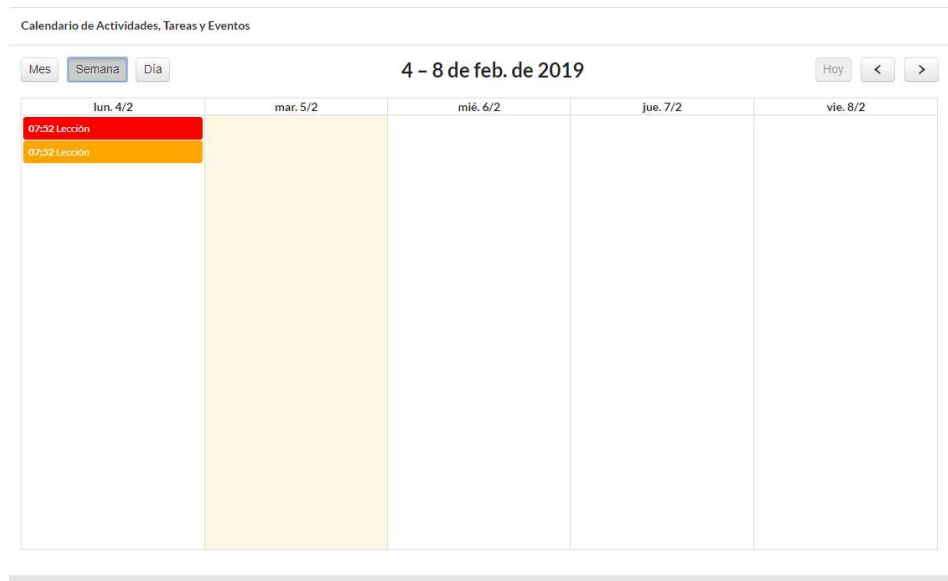 Calendario de Actividades, Tareas y Eventos
Mes Semana Día 4 – 8 de feb. de 2019 Hoy < >
lun. 4/2 mar. 5/2 mié. 6/2 jue. 7/2 vie. 8/2
07:52 Lección
07:52 Lección